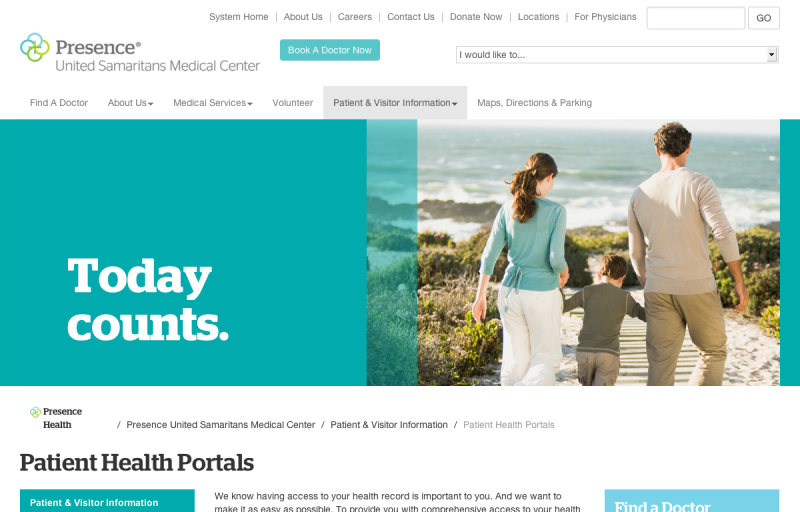 System Home | About Us | Careers | Contact Us | Donate Now | Locations | For Physicians
GO
Presence®
United Samaritans Medical Center
Book A Doctor Now
I would like to...
Find A Doctor About Us Medical Services Volunteer Patient & Visitor Information Maps, Directions & Parking
Today
counts.
Presence
Health
/ Presence United Samaritans Medical Center / Patient & Visitor Information / Patient Health Portals
Patient Health Portals
Patient & Visitor Information
We know having access to your health record is important to you. And we want to
make it as easy as possible. To provide you with comprehensive access to your health
Find a Doctor